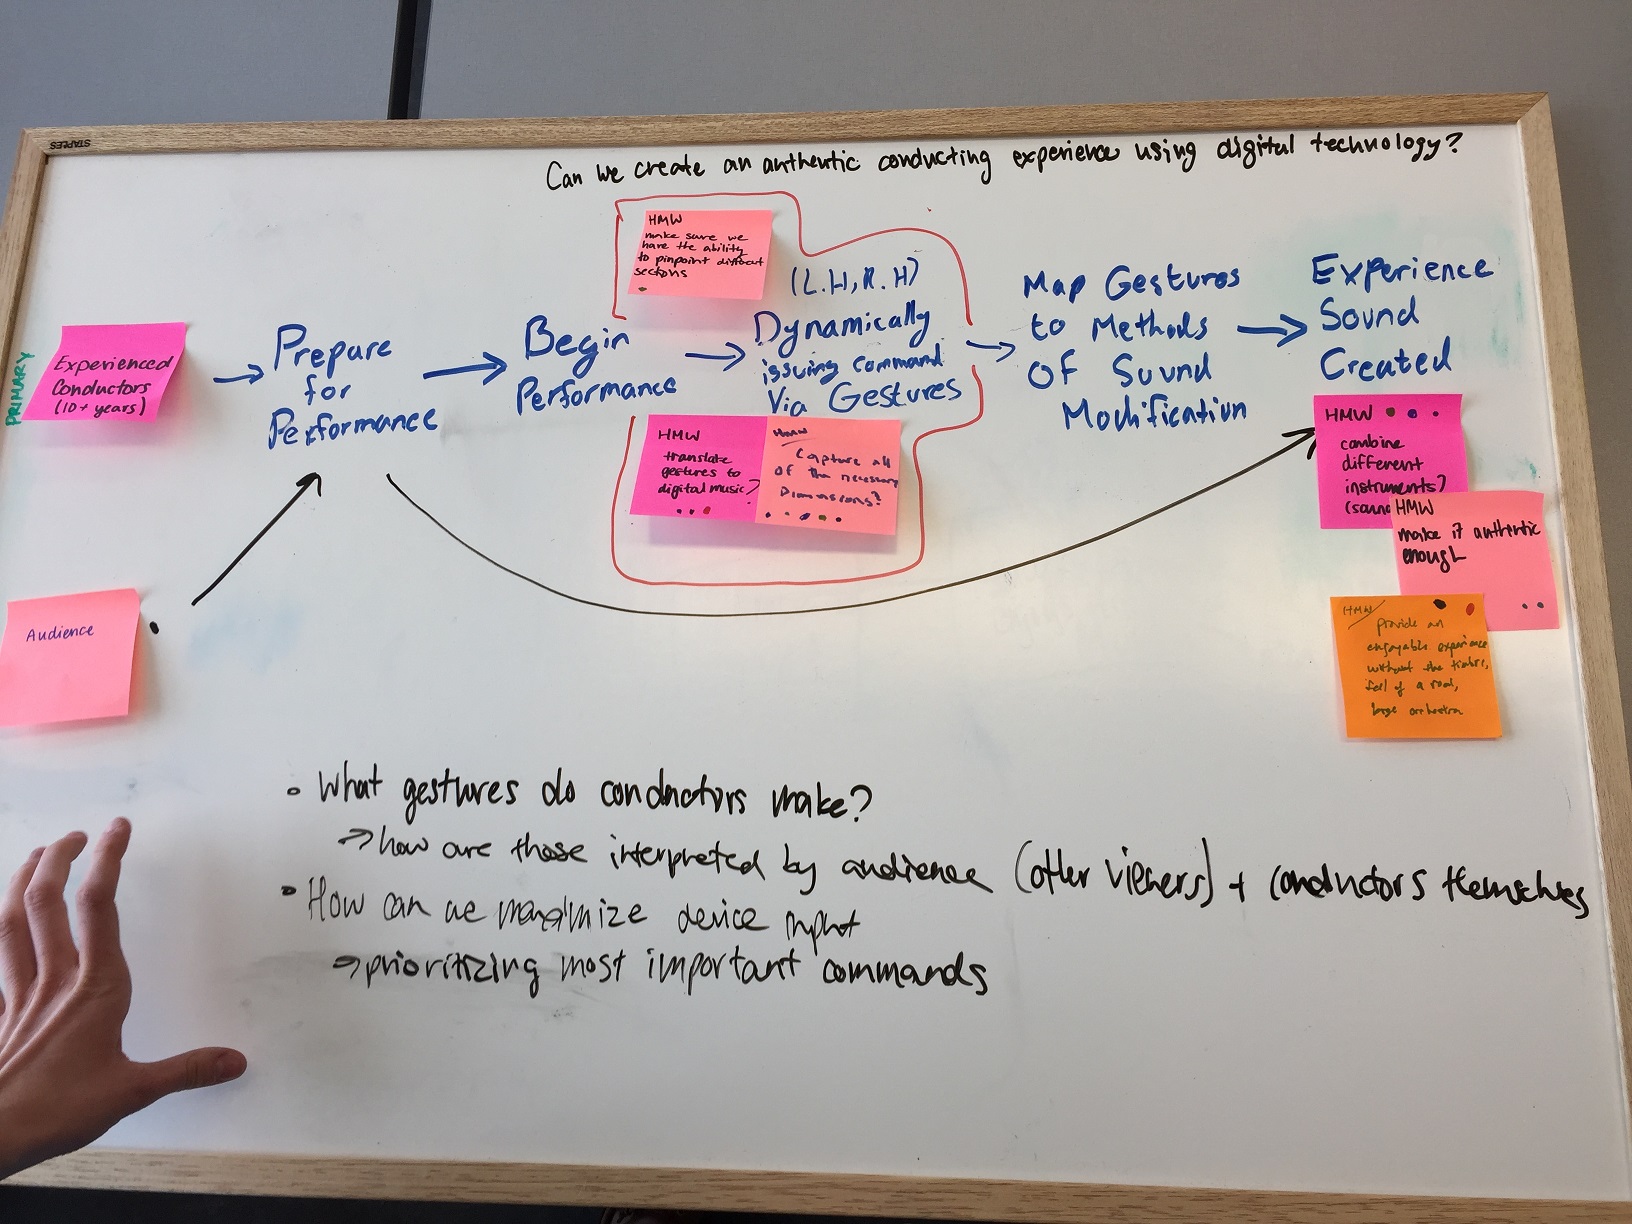 STAPLES
Can we create an authentic conducting experience using digital technology?
PRIMARY
Experienced
Conductors
(10+ years)
Prepare
for
Performance
Begin
Performance
HMW
make sure we
have the ability
to pinpoint different
sections
(L.H, R.H)
Dynamically
issuing command
Via Gestures
HMW
translate
gestures to
digital music?
HMW
Capture all
of the necessary
Dimensions?
Map Gestures
to Methods
OF Sound
Modification
Experience
Sound
Created
HMW
combine
different
instruments?
(soun
HMW
make it authentic
enough
HMW
provide an
enjoyable experience
without the timbre,
feel of a real,
large orchestra
Audience
What gestures do conductors make?
how are those interpreted by audience (other viewers) + conductors themselves
How can we maximize device input
prioritizing most important commands